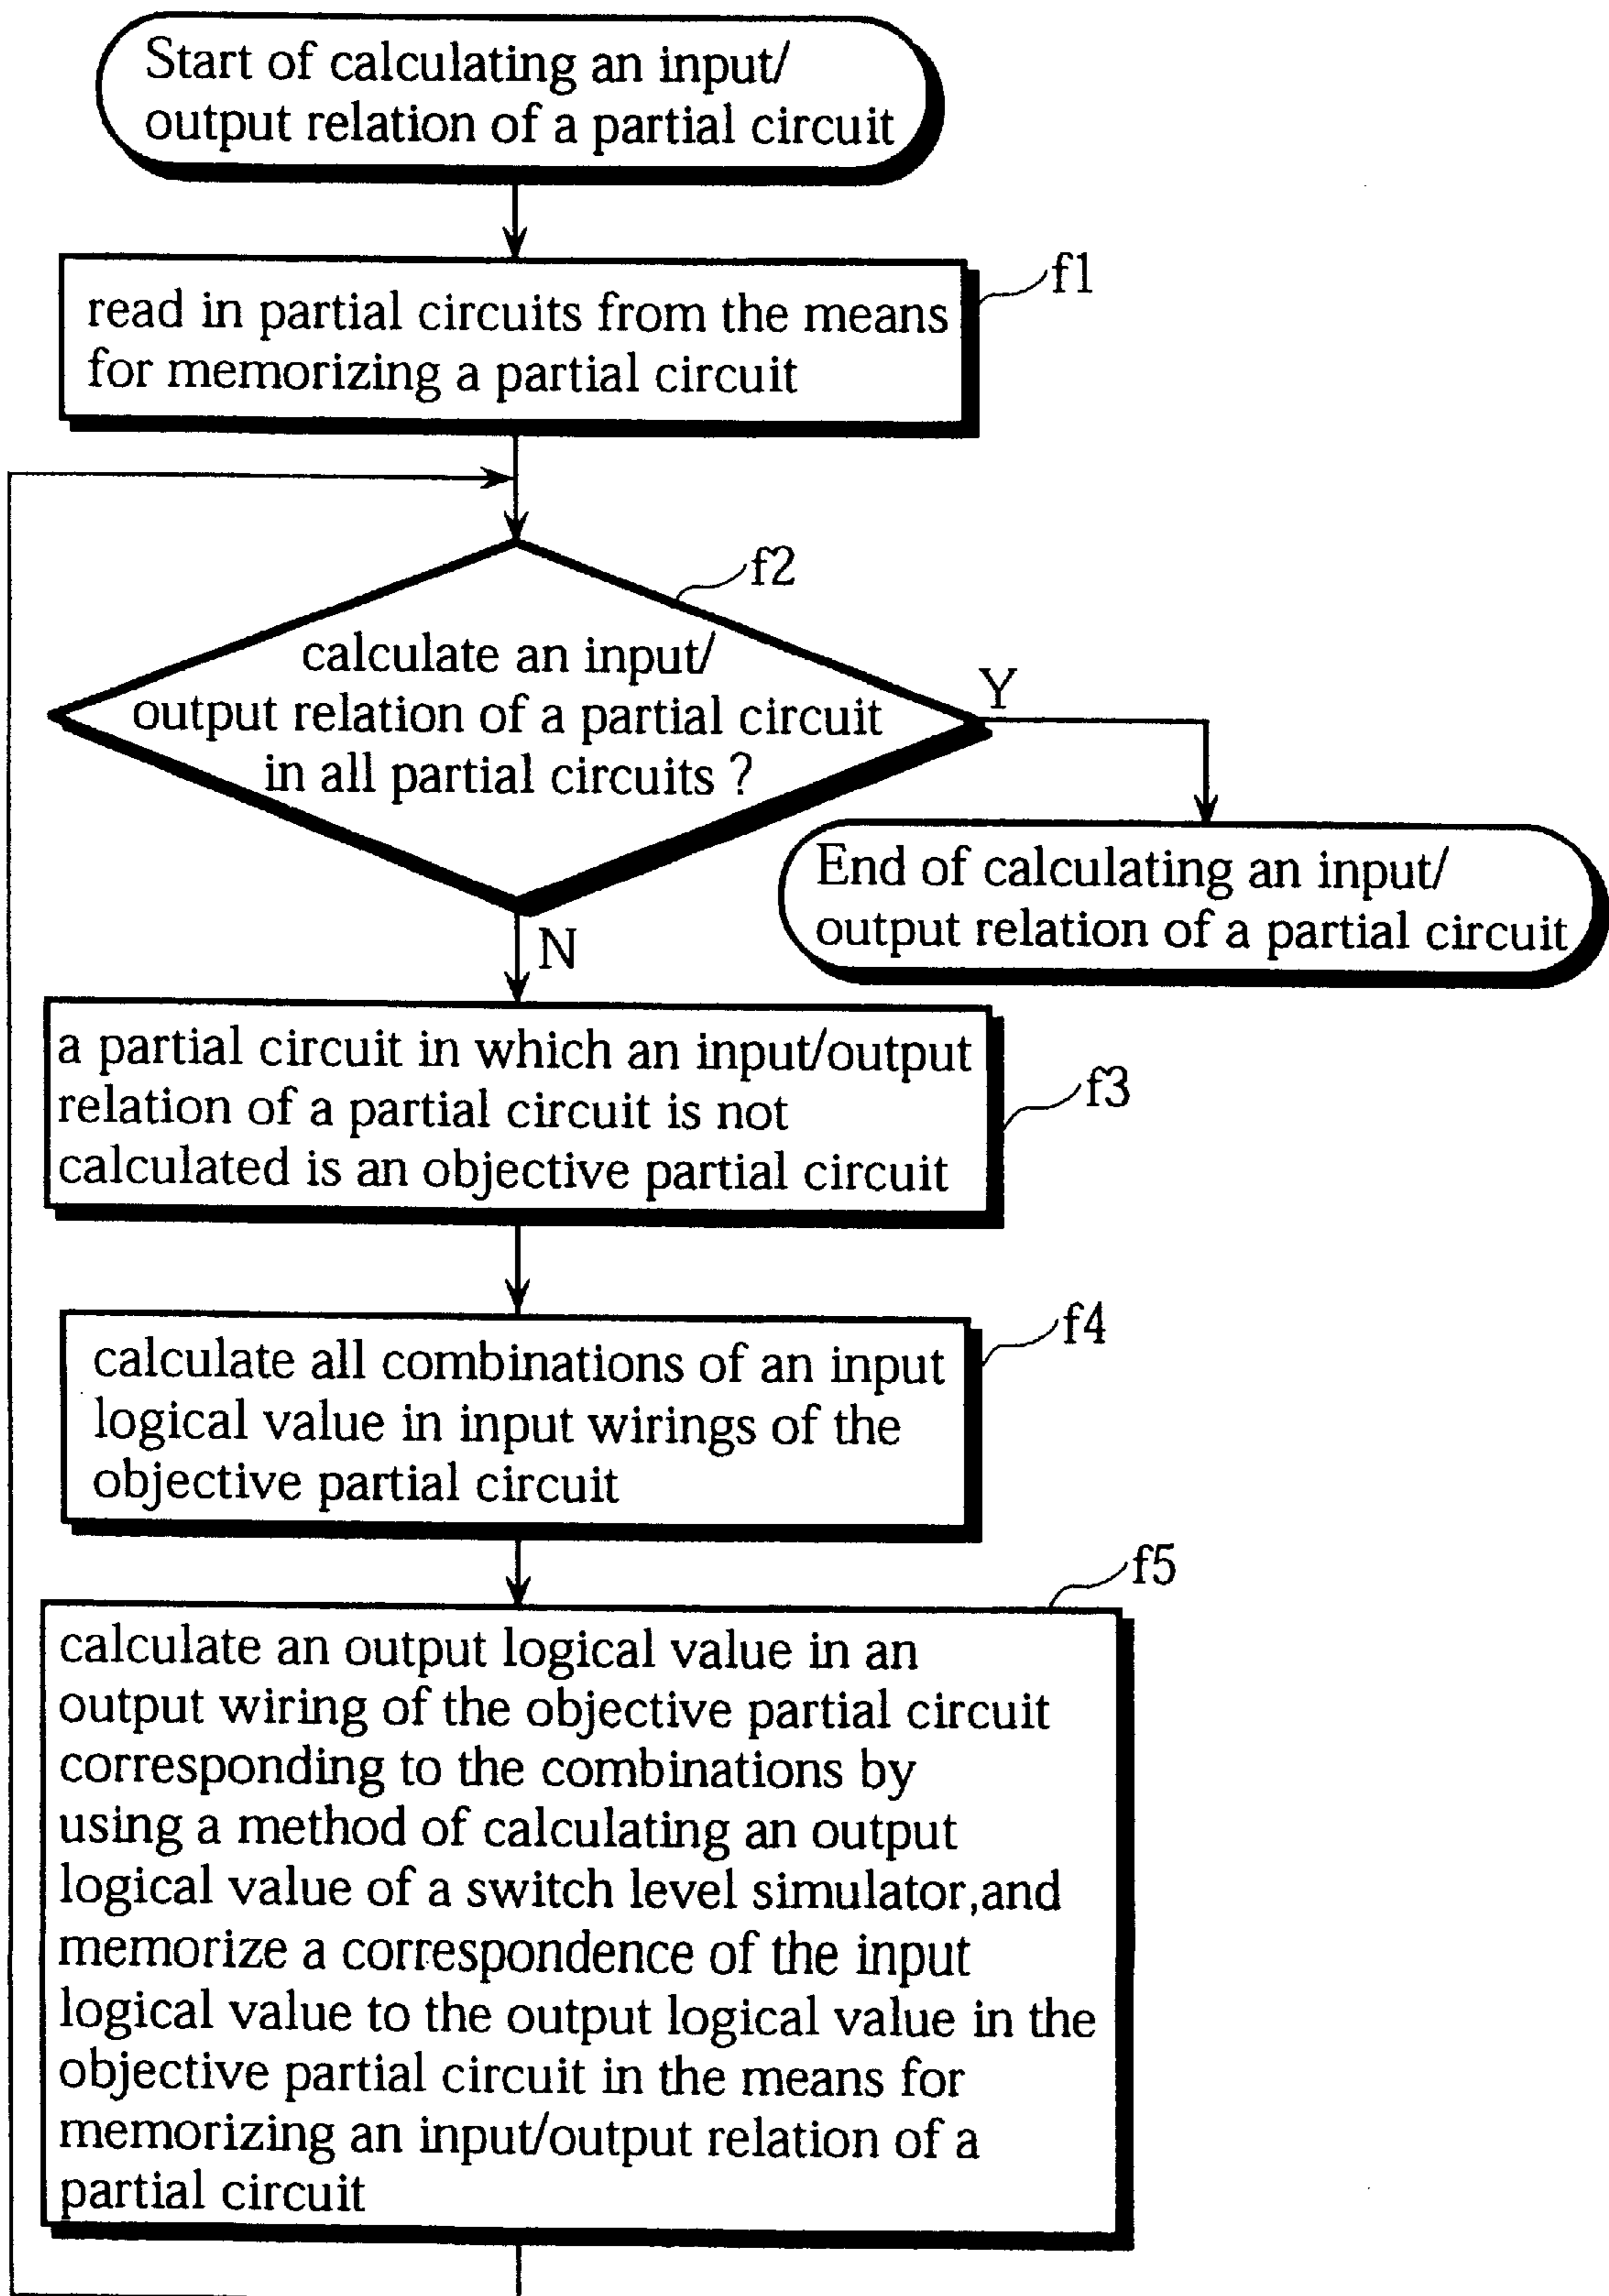 Start of calculating an input/
output relation of a partial circuit
f1
read in partial circuits from the means
for memorizing a partial circuit
f2
calculate an input/
output relation of a partial circuit
in all partial circuits ?
Y
End of calculating an input/
output relation of a partial circuit
N
a partial circuit in which an input/output
relation of a partial circuit is not
calculated is an objective partial circuit
f3
f4
calculate all combinations of an input
logical value in input wirings of the
objective partial circuit
f5
calculate an output logical value in an
output wiring of the objective partial circuit
corresponding to the combinations by
using a method of calculating an output
logical value of a switch level simulator,and
memorize a correspondence of the input
logical value to the output logical value in the
objective partial circuit in the means for
memorizing an input/output relation of a
partial circuit